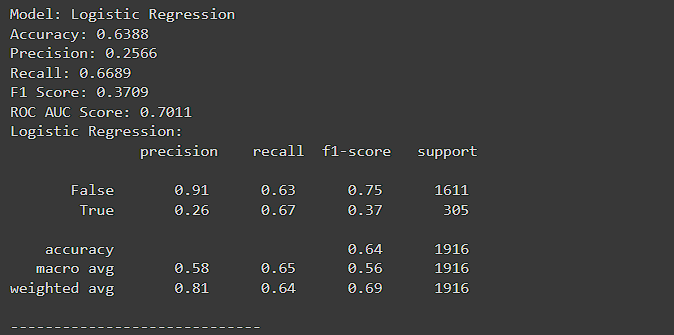 Model: Logistic Regression
Accuracy: 0.6388
Precision: 0.2566
Recall: 0.6689
F1 Score: 0.3709
ROC AUC Score: 0.7011
Logistic Regression:
precision recall f1-score support
False 0.91 0.63 0.75 1611
True 0.26 0.67 0.37 305
accuracy 0.64 1916
macro avg 0.58 0.65 0.56 1916
weighted avg 0.81 0.64 0.69 1916
-----------------------------